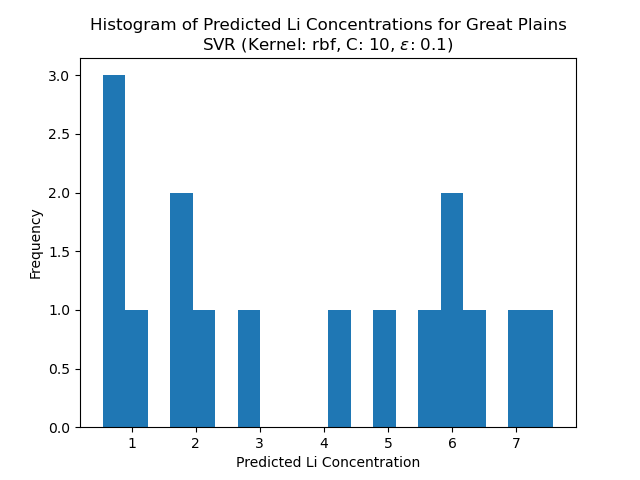 Histogram of Predicted Li Concentrations for Great Plains
SVR (Kernel: rbf, C: 10, ε: 0.1)
3.0
2.5
2.0
1.5
1.0
0.5
0.0
Frequency
1 2 3 4 5 6 7
Predicted Li Concentration